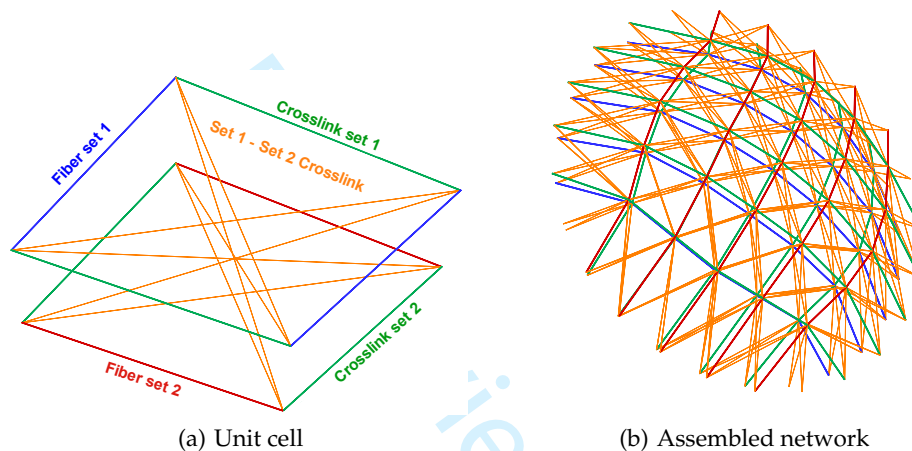 Fiber set 1
Crosslink set 1
Set 1 - Set 2 Crosslink
Fiber set 2
Crosslink set 2
(a) Unit cell
(b) Assembled network